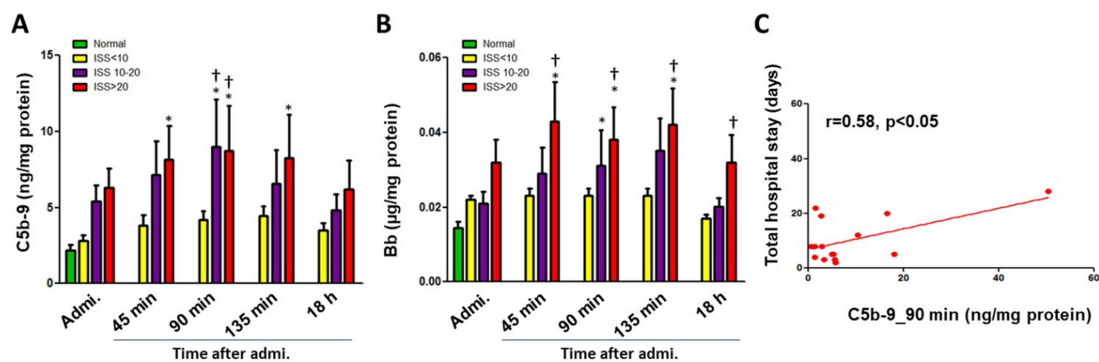 A
B
C
Normal
ISS<10
ISS 10-20
ISS>20
C5b-9 (ng/mg protein)
15
10
5
0
*
† *
† *
*
Admi.
45 min
90 min
135 min
18 h
Time after admi.
Normal
ISS<10
ISS 10-20
ISS>20
Bb (µg/mg protein)
0.06
0.04
0.02
0.00
† *
*
† *
† *
†
Admi.
45 min
90 min
135 min
18 h
Time after admi.
Total hospital stay (days)
r=0.58, p<0.05
60
40
20
0
0
20
40
60
C5b-9_90 min (ng/mg protein)